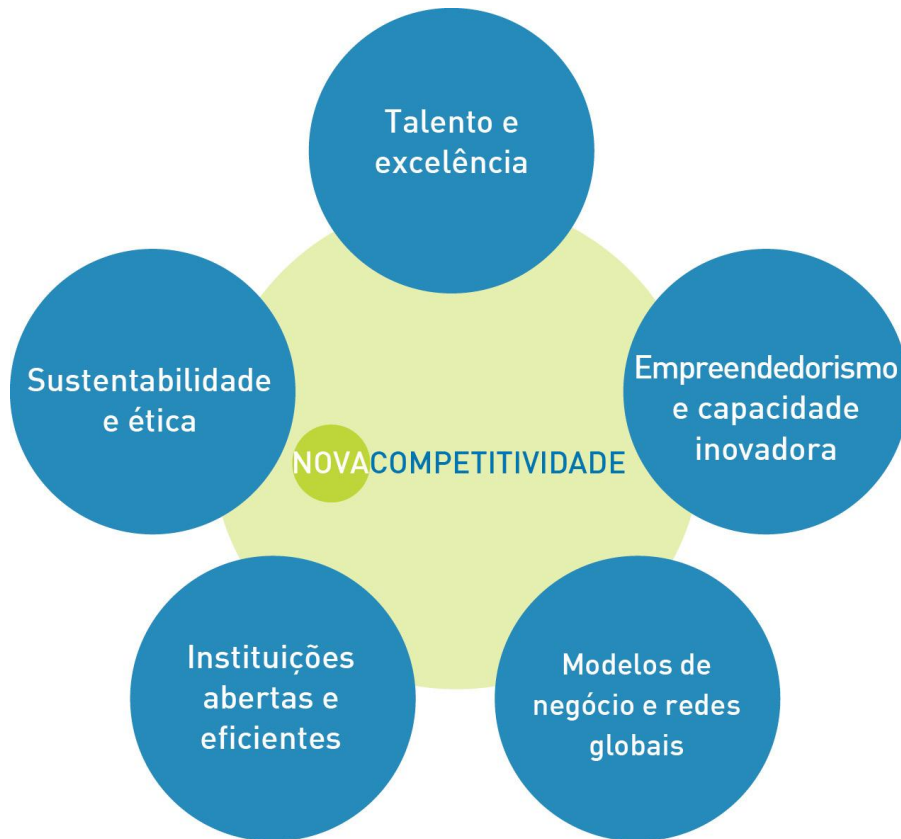 Talento e
excelência
Sustentabilidade
e ética
Empreendedorismo
e capacidade
inovadora
NOVACOMPETITIVIDADE
Instituições
abertas e
eficientes
Modelos de
negócio e redes
globais